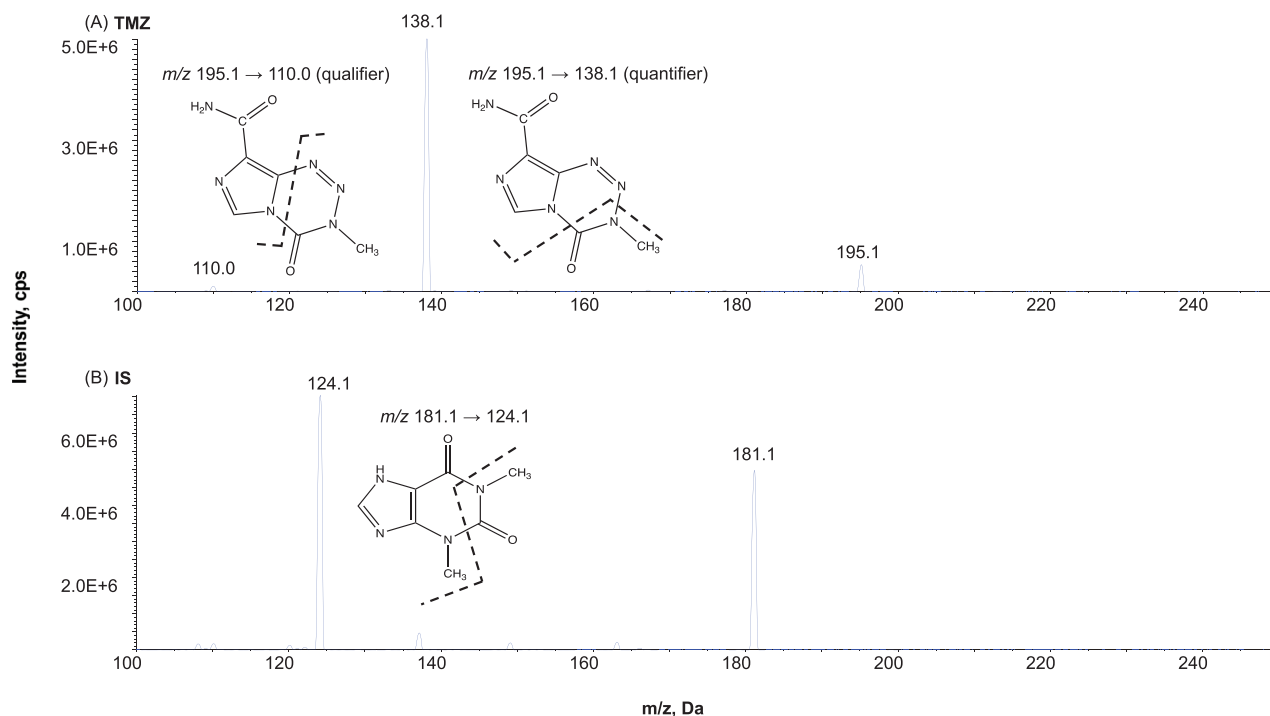 (A) TMZ
138.1
5.0E+6
m/z 195.1 → 110.0 (qualifier)
m/z 195.1 → 138.1 (quantifier)
H2N
O
C
N
N
N
N
N
O
CH3
H2N
O
C
N
N
N
N
N
O
CH3
3.0E+6
1.0E+6
110.0
195.1
100
120
140
160
180
200
220
240
Intensity, cps
(B) IS
124.1
m/z 181.1 → 124.1
O
H
N
N
CH3
N
N
O
CH3
181.1
6.0E+6
4.0E+6
2.0E+6
100
120
140
160
180
200
220
240
m/z, Da